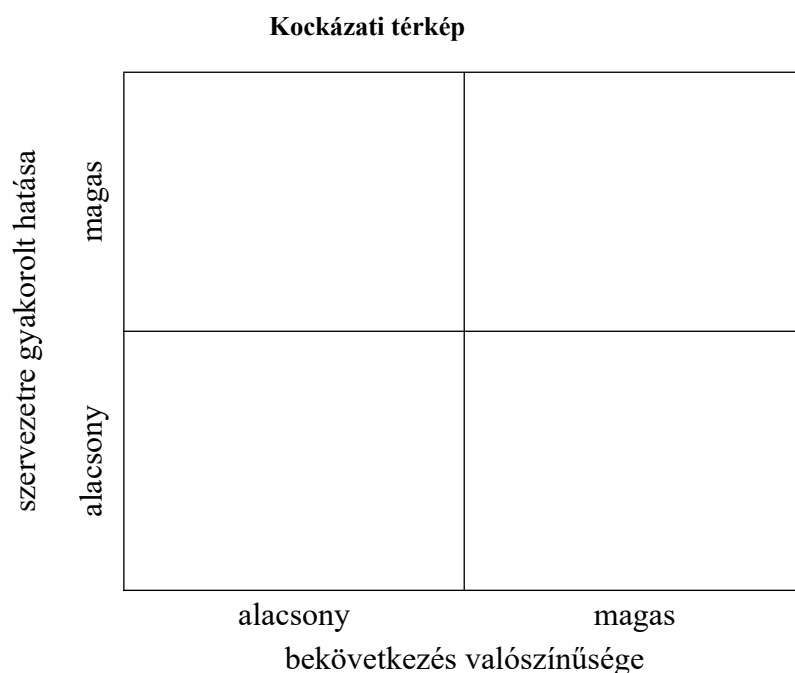 Kockázati térkép
szervezetre gyakorolt hatása
magas
alacsony
alacsony magas
bekövetkezés valószínűsége